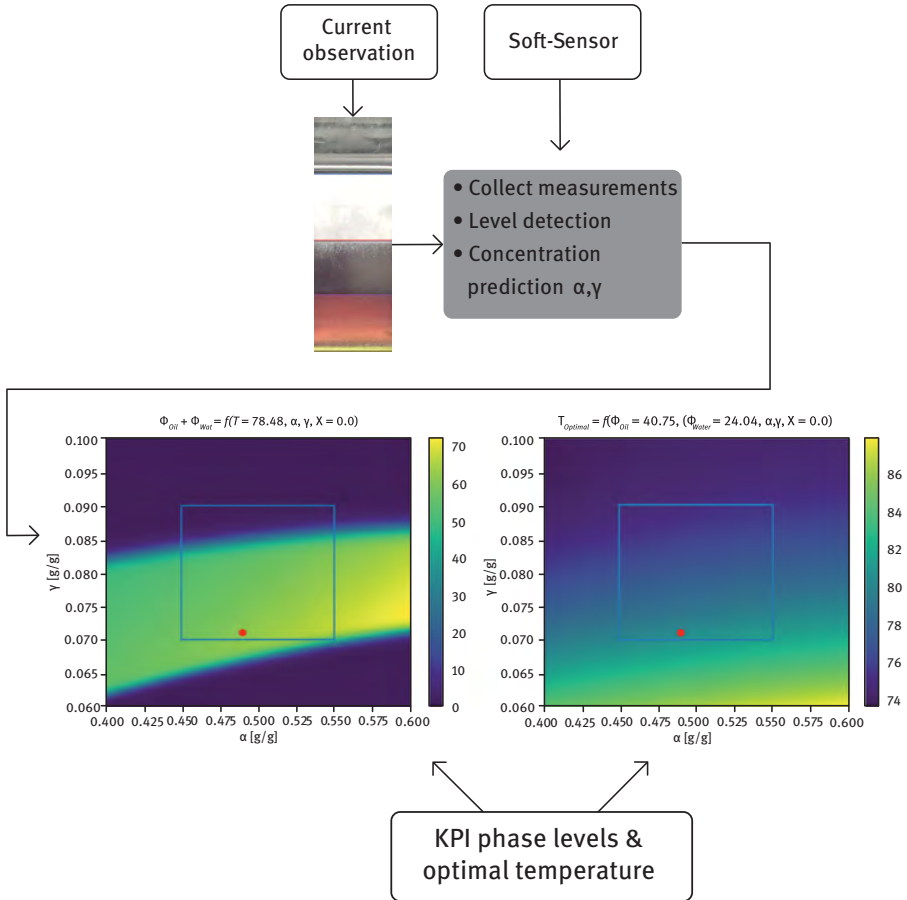 Current
observation
Soft-Sensor
• Collect measurements
• Level detection
• Concentration
prediction α,γ
Φ_Oil + Φ_Wat = f(T = 78.48, α, γ, X = 0.0)
0.100
0.095
0.090
0.085
0.080
0.075
0.070
0.065
0.060
γ [g/g]
0.400 0.425 0.450 0.475 0.500 0.525 0.550 0.575 0.600
α [g/g]
70
60
50
40
30
20
10
0
T_Optimal = f(Φ_Oil = 40.75, (Φ_Water = 24.04, α,γ, X = 0.0)
0.100
0.095
0.090
0.085
0.080
0.075
0.070
0.065
0.060
γ [g/g]
0.400 0.425 0.450 0.475 0.500 0.525 0.550 0.575 0.600
α [g/g]
86
84
82
80
78
76
74
KPI phase levels &
optimal temperature